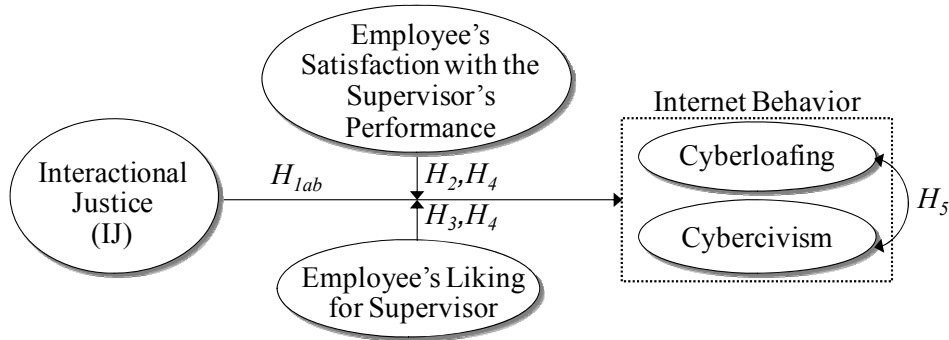 Employee's
Satisfaction with the
Supervisor's
Performance
Internet Behavior
Cyberloafing
Cybercivism
H5
Interactional
Justice
(IJ)
H1ab
H2,H4
H3,H4
Employee's Liking
for Supervisor